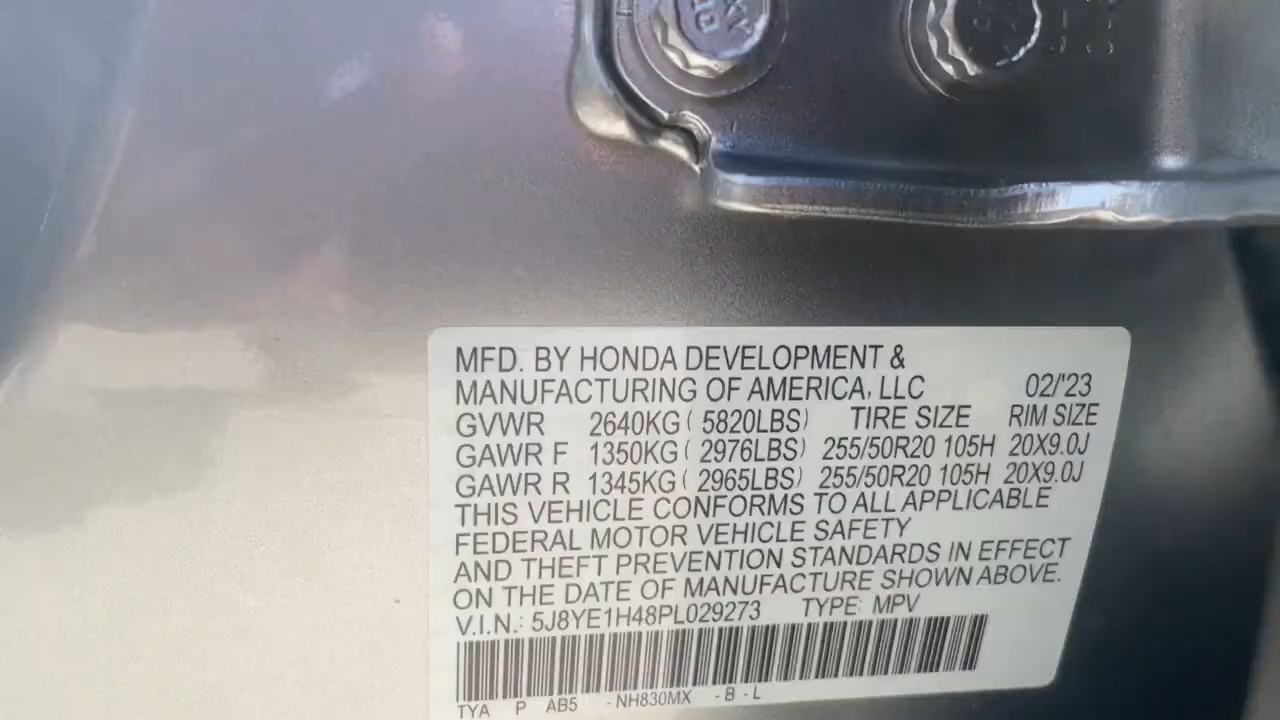 MFD. BY HONDA DEVELOPMENT &
MANUFACTURING OF AMERICA, LLC 02/'23
GVWR 2640KG ( 5820LBS) TIRE SIZE RIM SIZE
GAWR F 1350KG ( 2976LBS) 255/50R20 105H 20X9.0J
GAWR R 1345KG ( 2965LBS) 255/50R20 105H 20X9.0J
THIS VEHICLE CONFORMS TO ALL APPLICABLE
FEDERAL MOTOR VEHICLE SAFETY
AND THEFT PREVENTION STANDARDS IN EFFECT
ON THE DATE OF MANUFACTURE SHOWN ABOVE.
V.I.N.: 5J8YE1H48PL029273 TYPE: MPV
TYA P AB5 - NH830MX - B - L